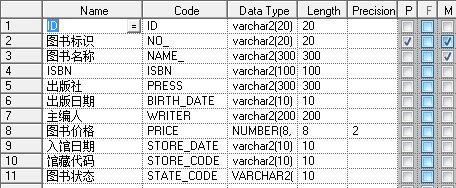 Name Code Data Type Length Precision P F M
1 ID = ID varchar2(20) 20
2 图书标识 NO_ varchar2(20) 20
3 图书名称 NAME_ varchar2(300 300
4 ISBN ISBN varchar2(100 100
5 出版社 PRESS varchar2(300 300
6 出版日期 BIRTH_DATE varchar2(10) 10
7 主编人 WRITER varchar2(200 200
8 图书价格 PRICE NUMBER(8, 8 2
9 入馆日期 STORE_DATE varchar2(10) 10
10 馆藏代码 STORE_CODE varchar2(10) 10
11 图书状态 STATE_CODE VARCHAR2( 10